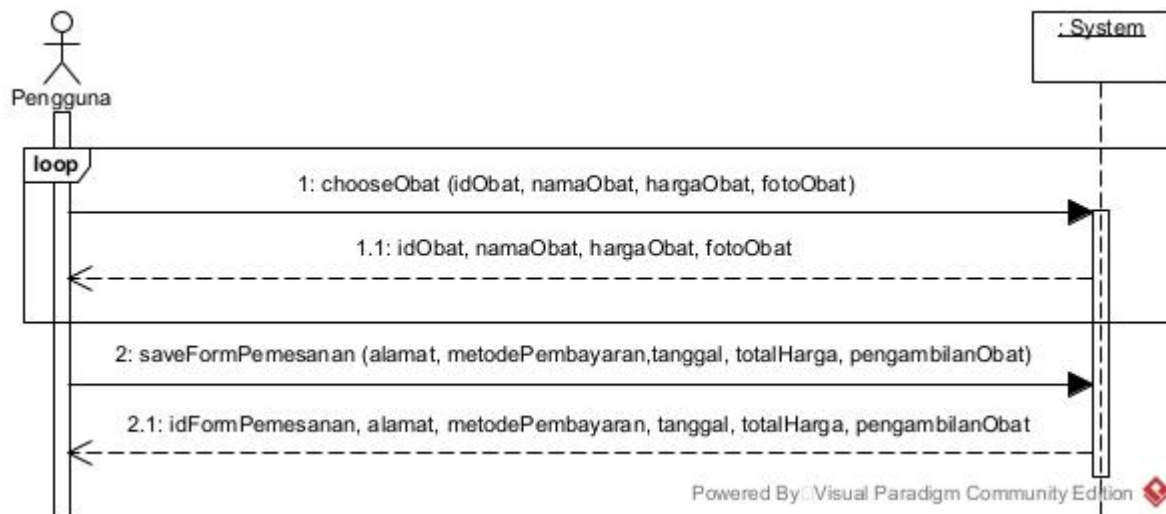 : System
Pengguna
loop
1: chooseObat (idObat, namaObat, hargaObat, fotoObat)
1.1: idObat, namaObat, hargaObat, fotoObat
2: saveFormPemesanan (alamat, metodePembayaran,tanggal, totalHarga, pengambilanObat)
2.1: idFormPemesanan, alamat, metodePembayaran, tanggal, totalHarga, pengambilanObat
Powered By Visual Paradigm Community Edition